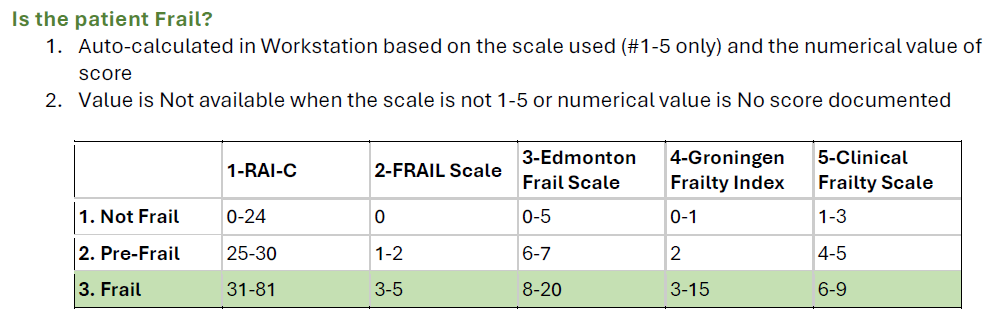 Is the patient Frail?
1. Auto-calculated in Workstation based on the scale used (#1-5 only) and the numerical value of
score
2. Value is Not available when the scale is not 1-5 or numerical value is No score documented
1-RAI-C 2-FRAIL Scale 3-Edmonton Frail Scale 4-Groningen Frailty Index 5-Clinical Frailty Scale
1. Not Frail 0-24 0 0-5 0-1 1-3
2. Pre-Frail 25-30 1-2 6-7 2 4-5
3. Frail 31-81 3-5 8-20 3-15 6-9